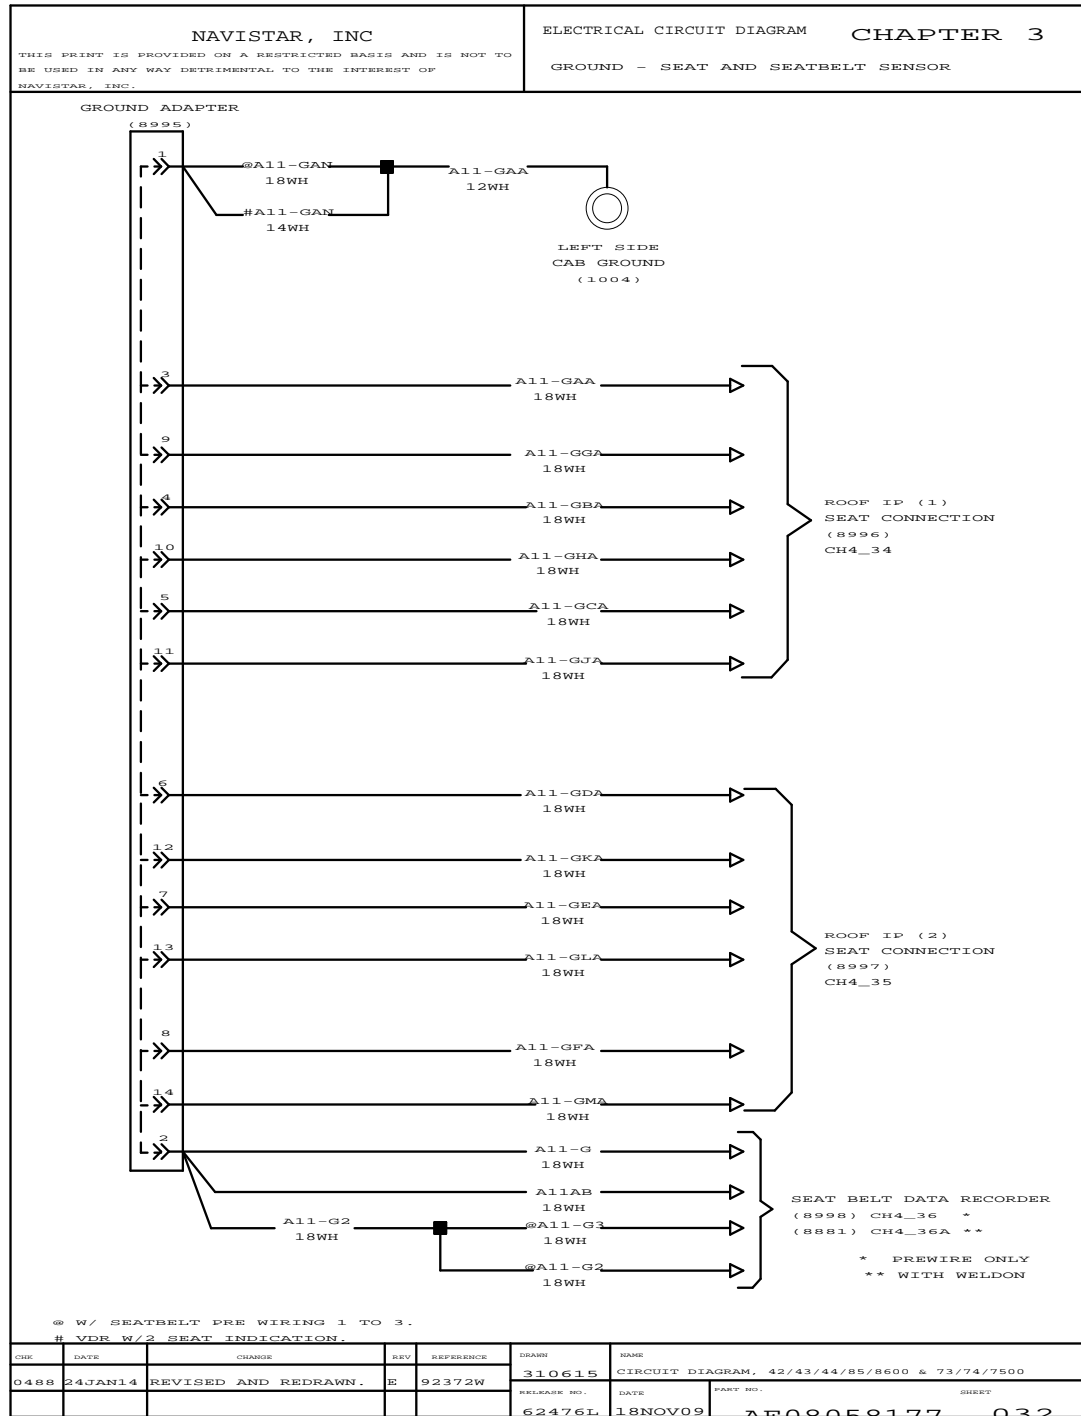 NAVISTAR, INC
THIS PRINT IS PROVIDED ON A RESTRICTED BASIS AND IS NOT TO
BE USED IN ANY WAY DETRIMENTAL TO THE INTEREST OF
NAVISTAR, INC.
ELECTRICAL CIRCUIT DIAGRAM
CHAPTER 3
GROUND - SEAT AND SEATBELT SENSOR
GROUND ADAPTER
(8995)
1
@A11-GAN
18WH
#A11-GAN
14WH
A11-GAA
12WH
LEFT SIDE
CAB GROUND
(1004)
3
A11-GAA
18WH
9
A11-GGA
18WH
4
A11-GBA
18WH
10
A11-GHA
18WH
5
A11-GCA
18WH
11
A11-GJA
18WH
ROOF IP (1)
SEAT CONNECTION
(8996)
CH4_34
6
A11-GDA
18WH
12
A11-GKA
18WH
7
A11-GEA
18WH
13
A11-GLA
18WH
8
A11-GFA
18WH
14
A11-GMA
18WH
ROOF IP (2)
SEAT CONNECTION
(8997)
CH4_35
2
A11-G
18WH
A11AB
18WH
A11-G2
18WH
@A11-G3
18WH
@A11-G2
18WH
SEAT BELT DATA RECORDER
(8998) CH4_36 *
(8881) CH4_36A **
* PREWIRE ONLY
** WITH WELDON
@ W/ SEATBELT PRE WIRING 1 TO 3.
# VDR W/2 SEAT INDICATION.
CHK DATE CHANGE REV REFERENCE
0488 24JAN14 REVISED AND REDRAWN. E 92372W
DRAWN
310615
NAME
CIRCUIT DIAGRAM, 42/43/44/85/8600 & 73/74/7500
RELEASE NO.
62476L
DATE
18NOV09
PART NO.
AE08058177
SHEET
032